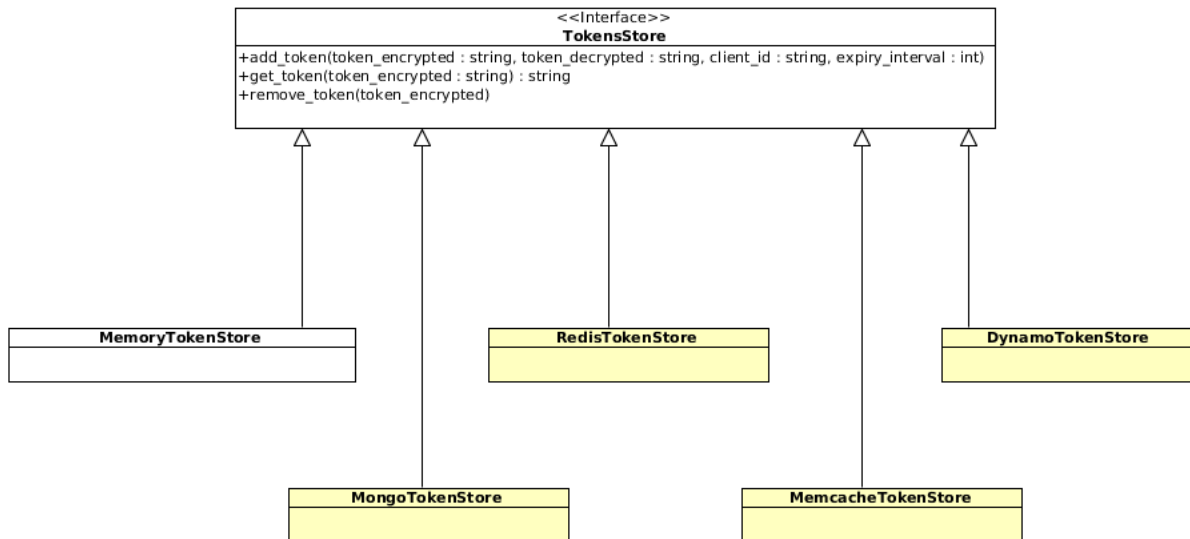 <<Interface>>
TokensStore
+add_token(token_encrypted : string, token_decrypted : string, client_id : string, expiry_interval : int)
+get_token(token_encrypted : string) : string
+remove_token(token_encrypted)
MemoryTokenStore
RedisTokenStore
DynamoTokenStore
MongoTokenStore
MemcacheTokenStore